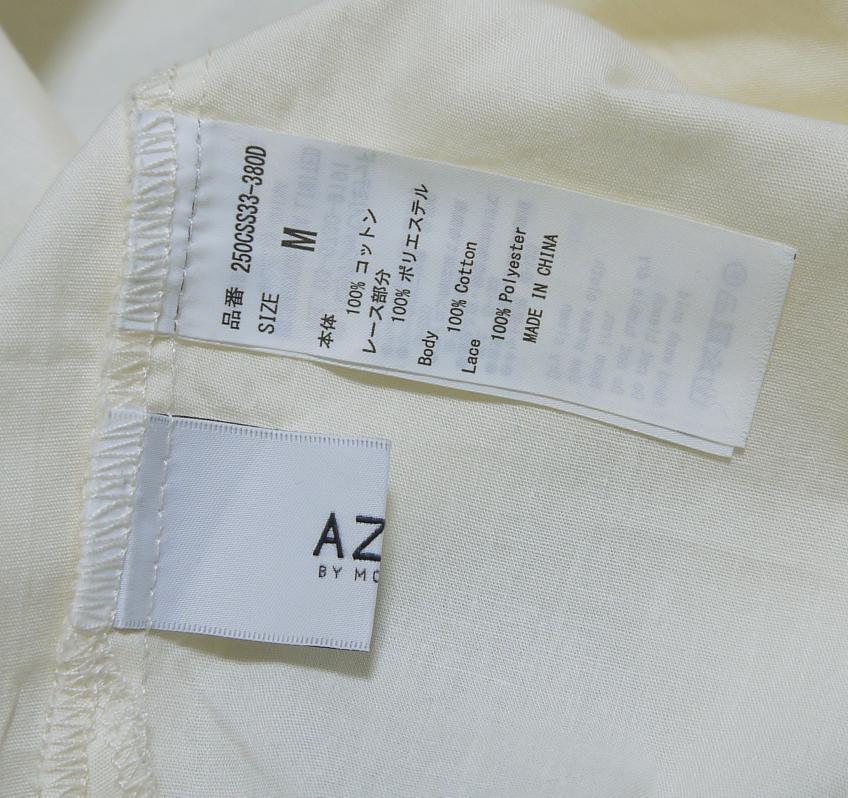 品番 250CSS33-380D
SIZE M
本体
100% コットン
レース部分
100% ポリエステル
Body
100% Cotton
Lace
100% Polyester
MADE IN CHINA
AZ
BY MO